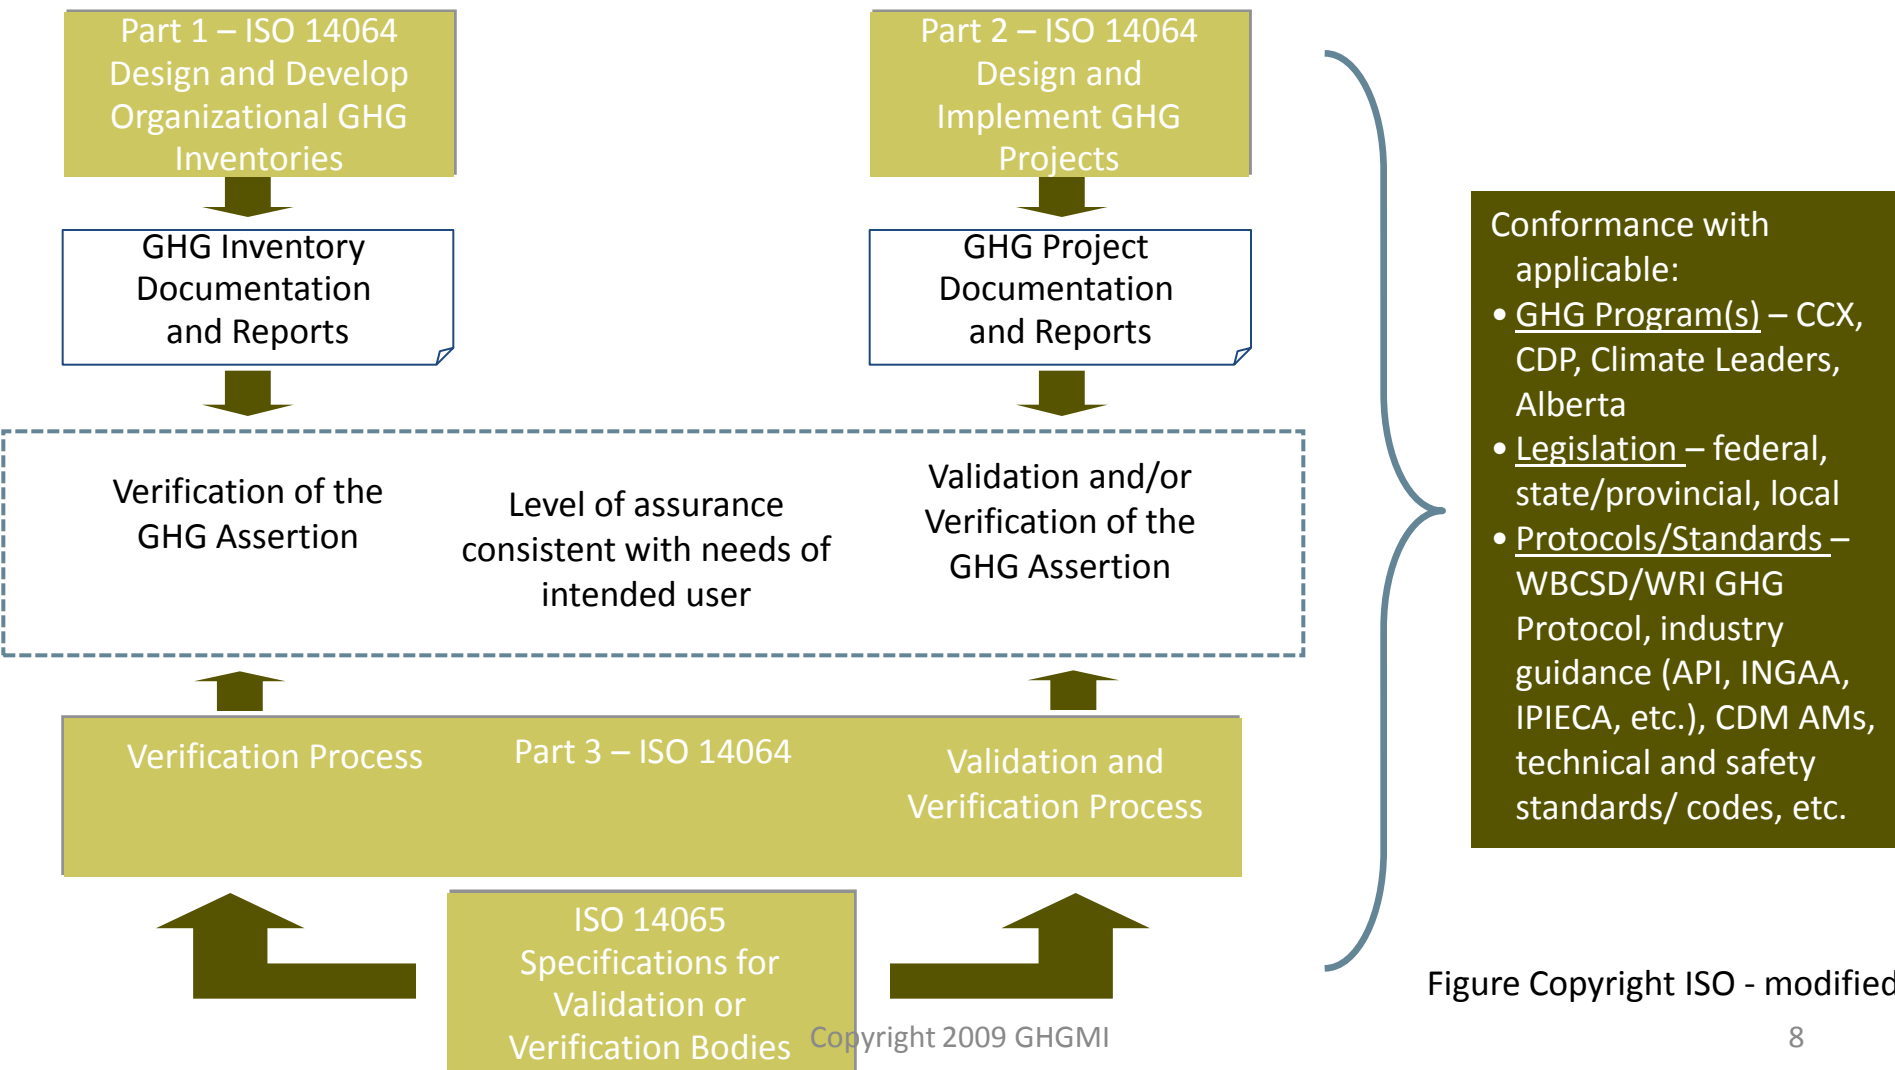 Part 1 – ISO 14064
Design and Develop
Organizational GHG
Inventories
Part 2 – ISO 14064
Design and
Implement GHG
Projects
GHG Inventory
Documentation
and Reports
GHG Project
Documentation
and Reports
Verification of the
GHG Assertion
Level of assurance
consistent with needs of
intended user
Validation and/or
Verification of the
GHG Assertion
Verification Process
Part 3 – ISO 14064
Validation and
Verification Process
ISO 14065
Specifications for
Validation or
Verification Bodies
Conformance with
applicable:
• GHG Program(s) – CCX,
CDP, Climate Leaders,
Alberta
• Legislation – federal,
state/provincial, local
• Protocols/Standards –
WBCSD/WRI GHG
Protocol, industry
guidance (API, INGAA,
IPIECA, etc.), CDM AMs,
technical and safety
standards/ codes, etc.
Figure Copyright ISO - modified
Copyright 2009 GHGMI
8